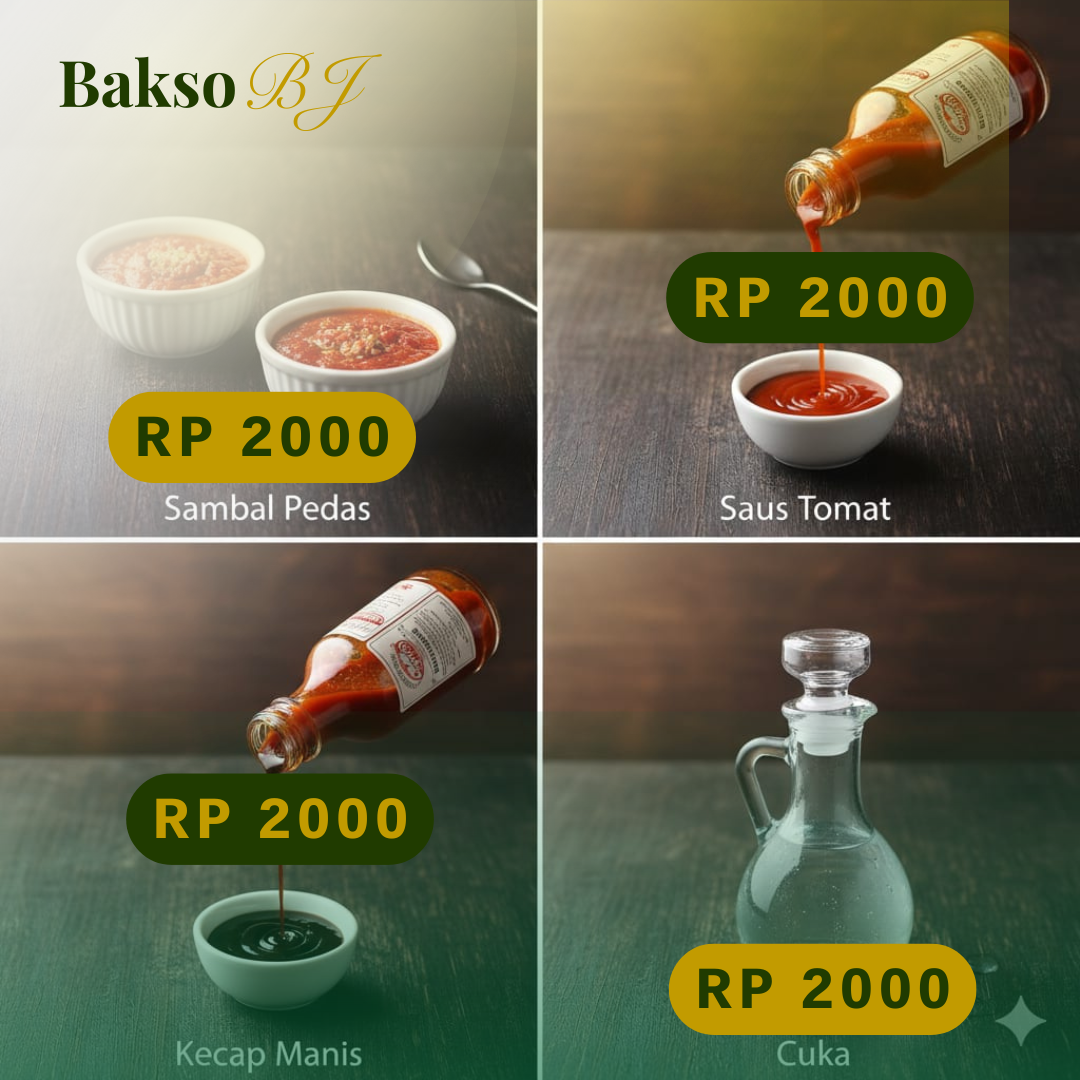 Bakso BJ
RP 2000
Sambal Pedas
RP 2000
Saus Tomat
RP 2000
Kecap Manis
RP 2000
Cuka